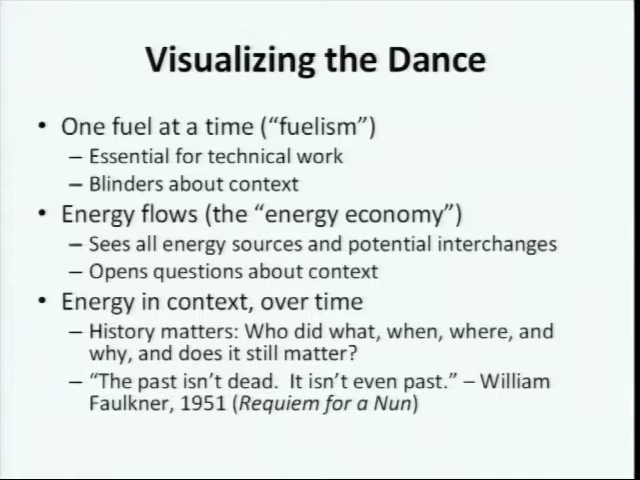 Visualizing the Dance
• One fuel at a time (“fuelism”)
– Essential for technical work
– Blinders about context
• Energy flows (the “energy economy”)
– Sees all energy sources and potential interchanges
– Opens questions about context
• Energy in context, over time
– History matters: Who did what, when, where, and
why, and does it still matter?
– “The past isn’t dead.  It isn’t even past.” – William
Faulkner, 1951 (Requiem for a Nun)